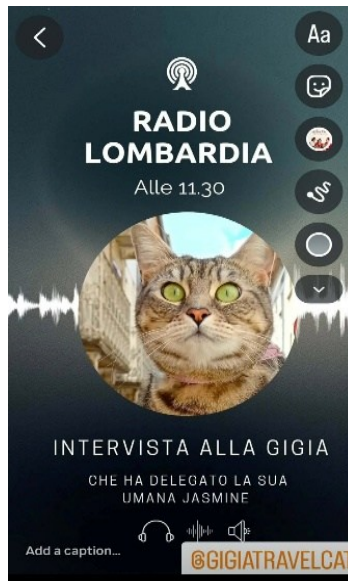 Aa
RADIO
LOMBARDIA
Alle 11.30
INTERVISTA ALLA GIGIA
CHE HA DELEGATO LA SUA
UMANA JASMINE
Add a caption...
@GIGIATRAVELCAT